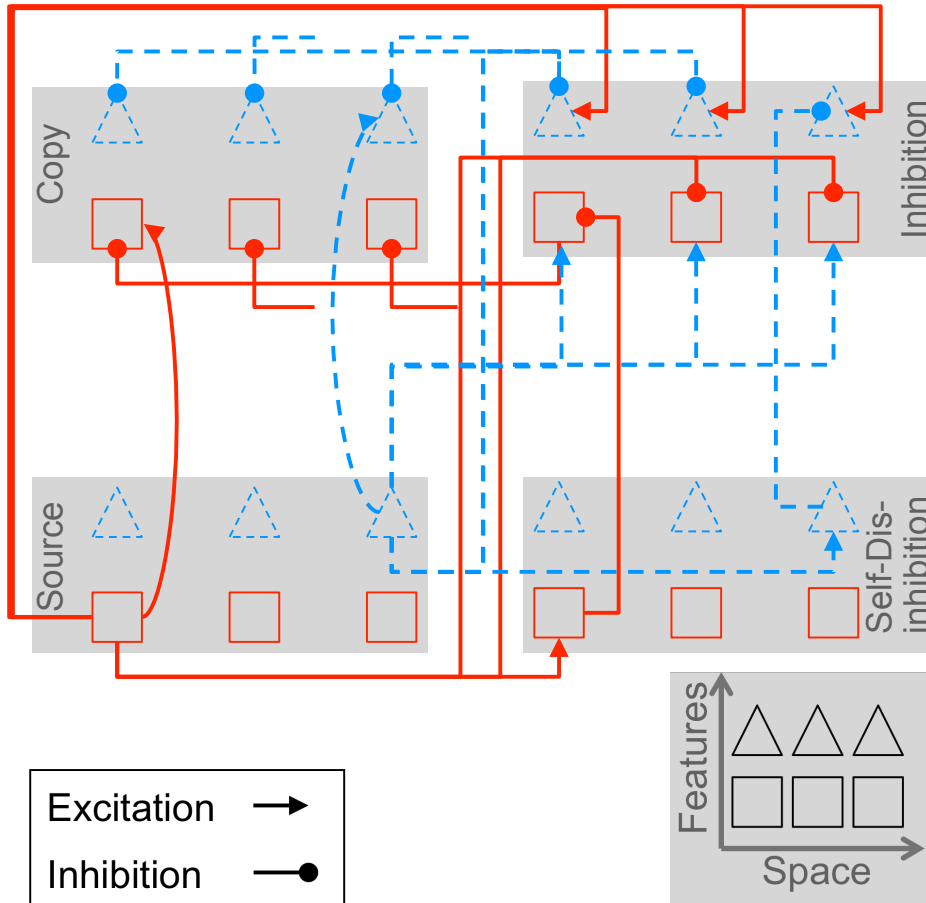 Copy
Inhibition
Source
Self-Dis-
inhibition
Features
Space
Excitation
Inhibition